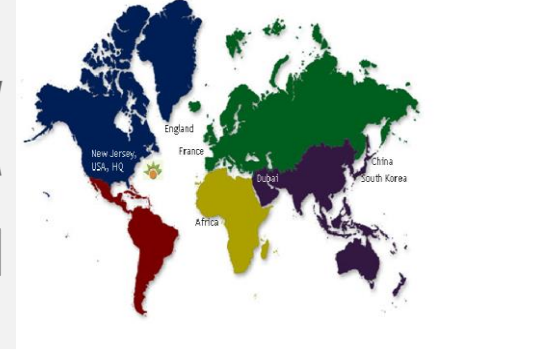 England
New Jersey,
USA, HQ
France
China
Dubai
South Korea
Africa